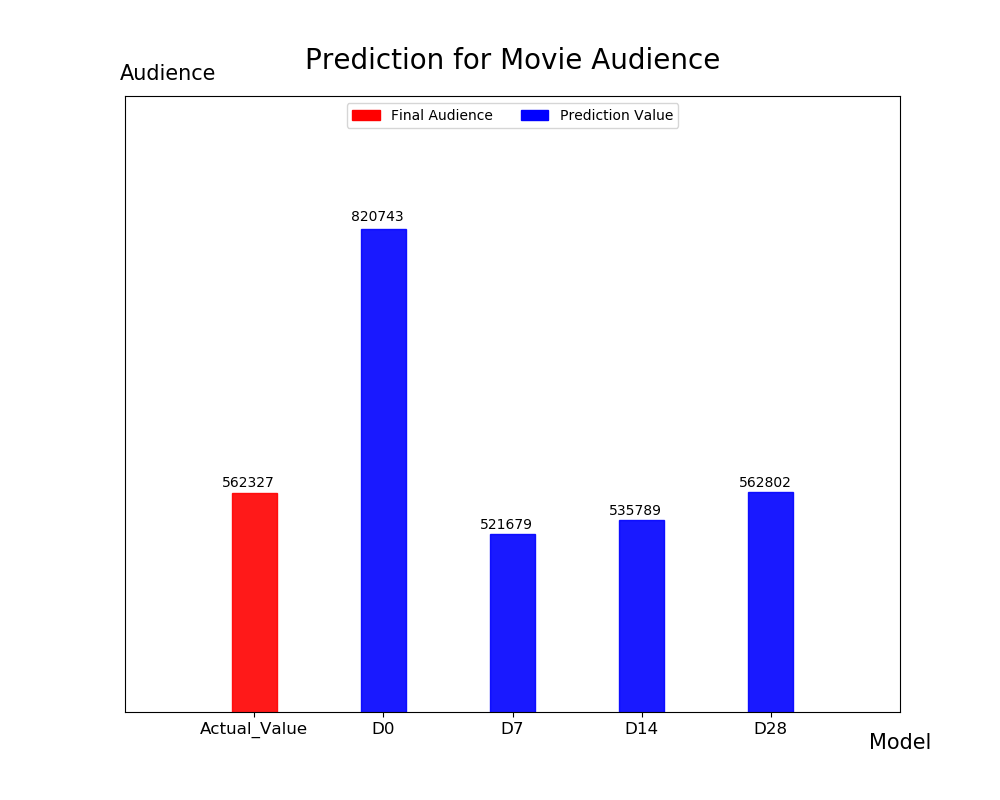 Prediction for Movie Audience
Audience
Final Audience Prediction Value
820743
562327
521679
535789
562802
Actual_Value D0 D7 D14 D28
Model